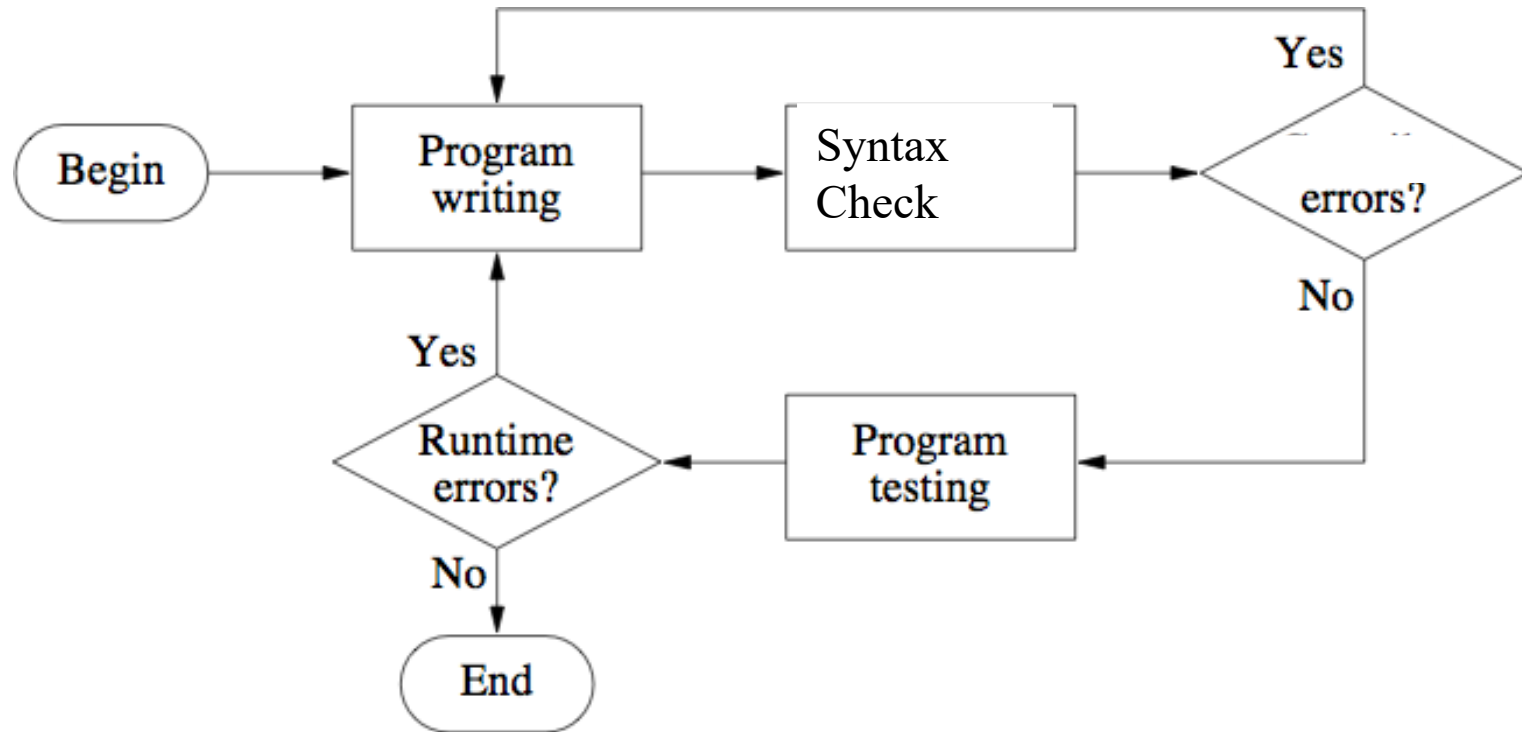 Yes
Begin
Program
writing
Syntax
Check
errors?
No
Yes
Runtime
errors?
Program
testing
No
End